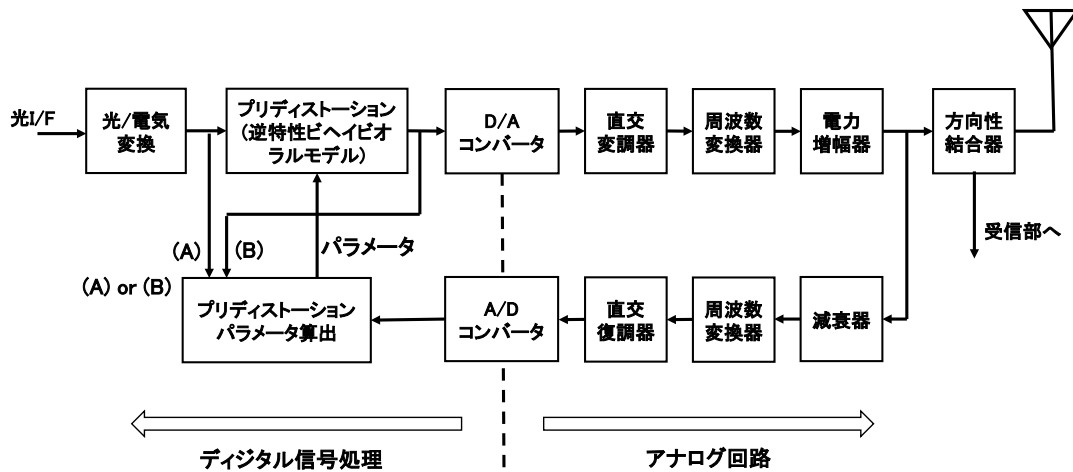 光I/F
光/電気
変換
プリディストーション
(逆特性ビヘイビオ
ラルモデル)
D/A
コンバータ
直交
変調器
周波数
変換器
電力
増幅器
方向性
結合器
受信部へ
(A)
(B)
パラメータ
(A) or (B)
プリディストーション
パラメータ算出
A/D
コンバータ
直交
復調器
周波数
変換器
減衰器
ディジタル信号処理
アナログ回路